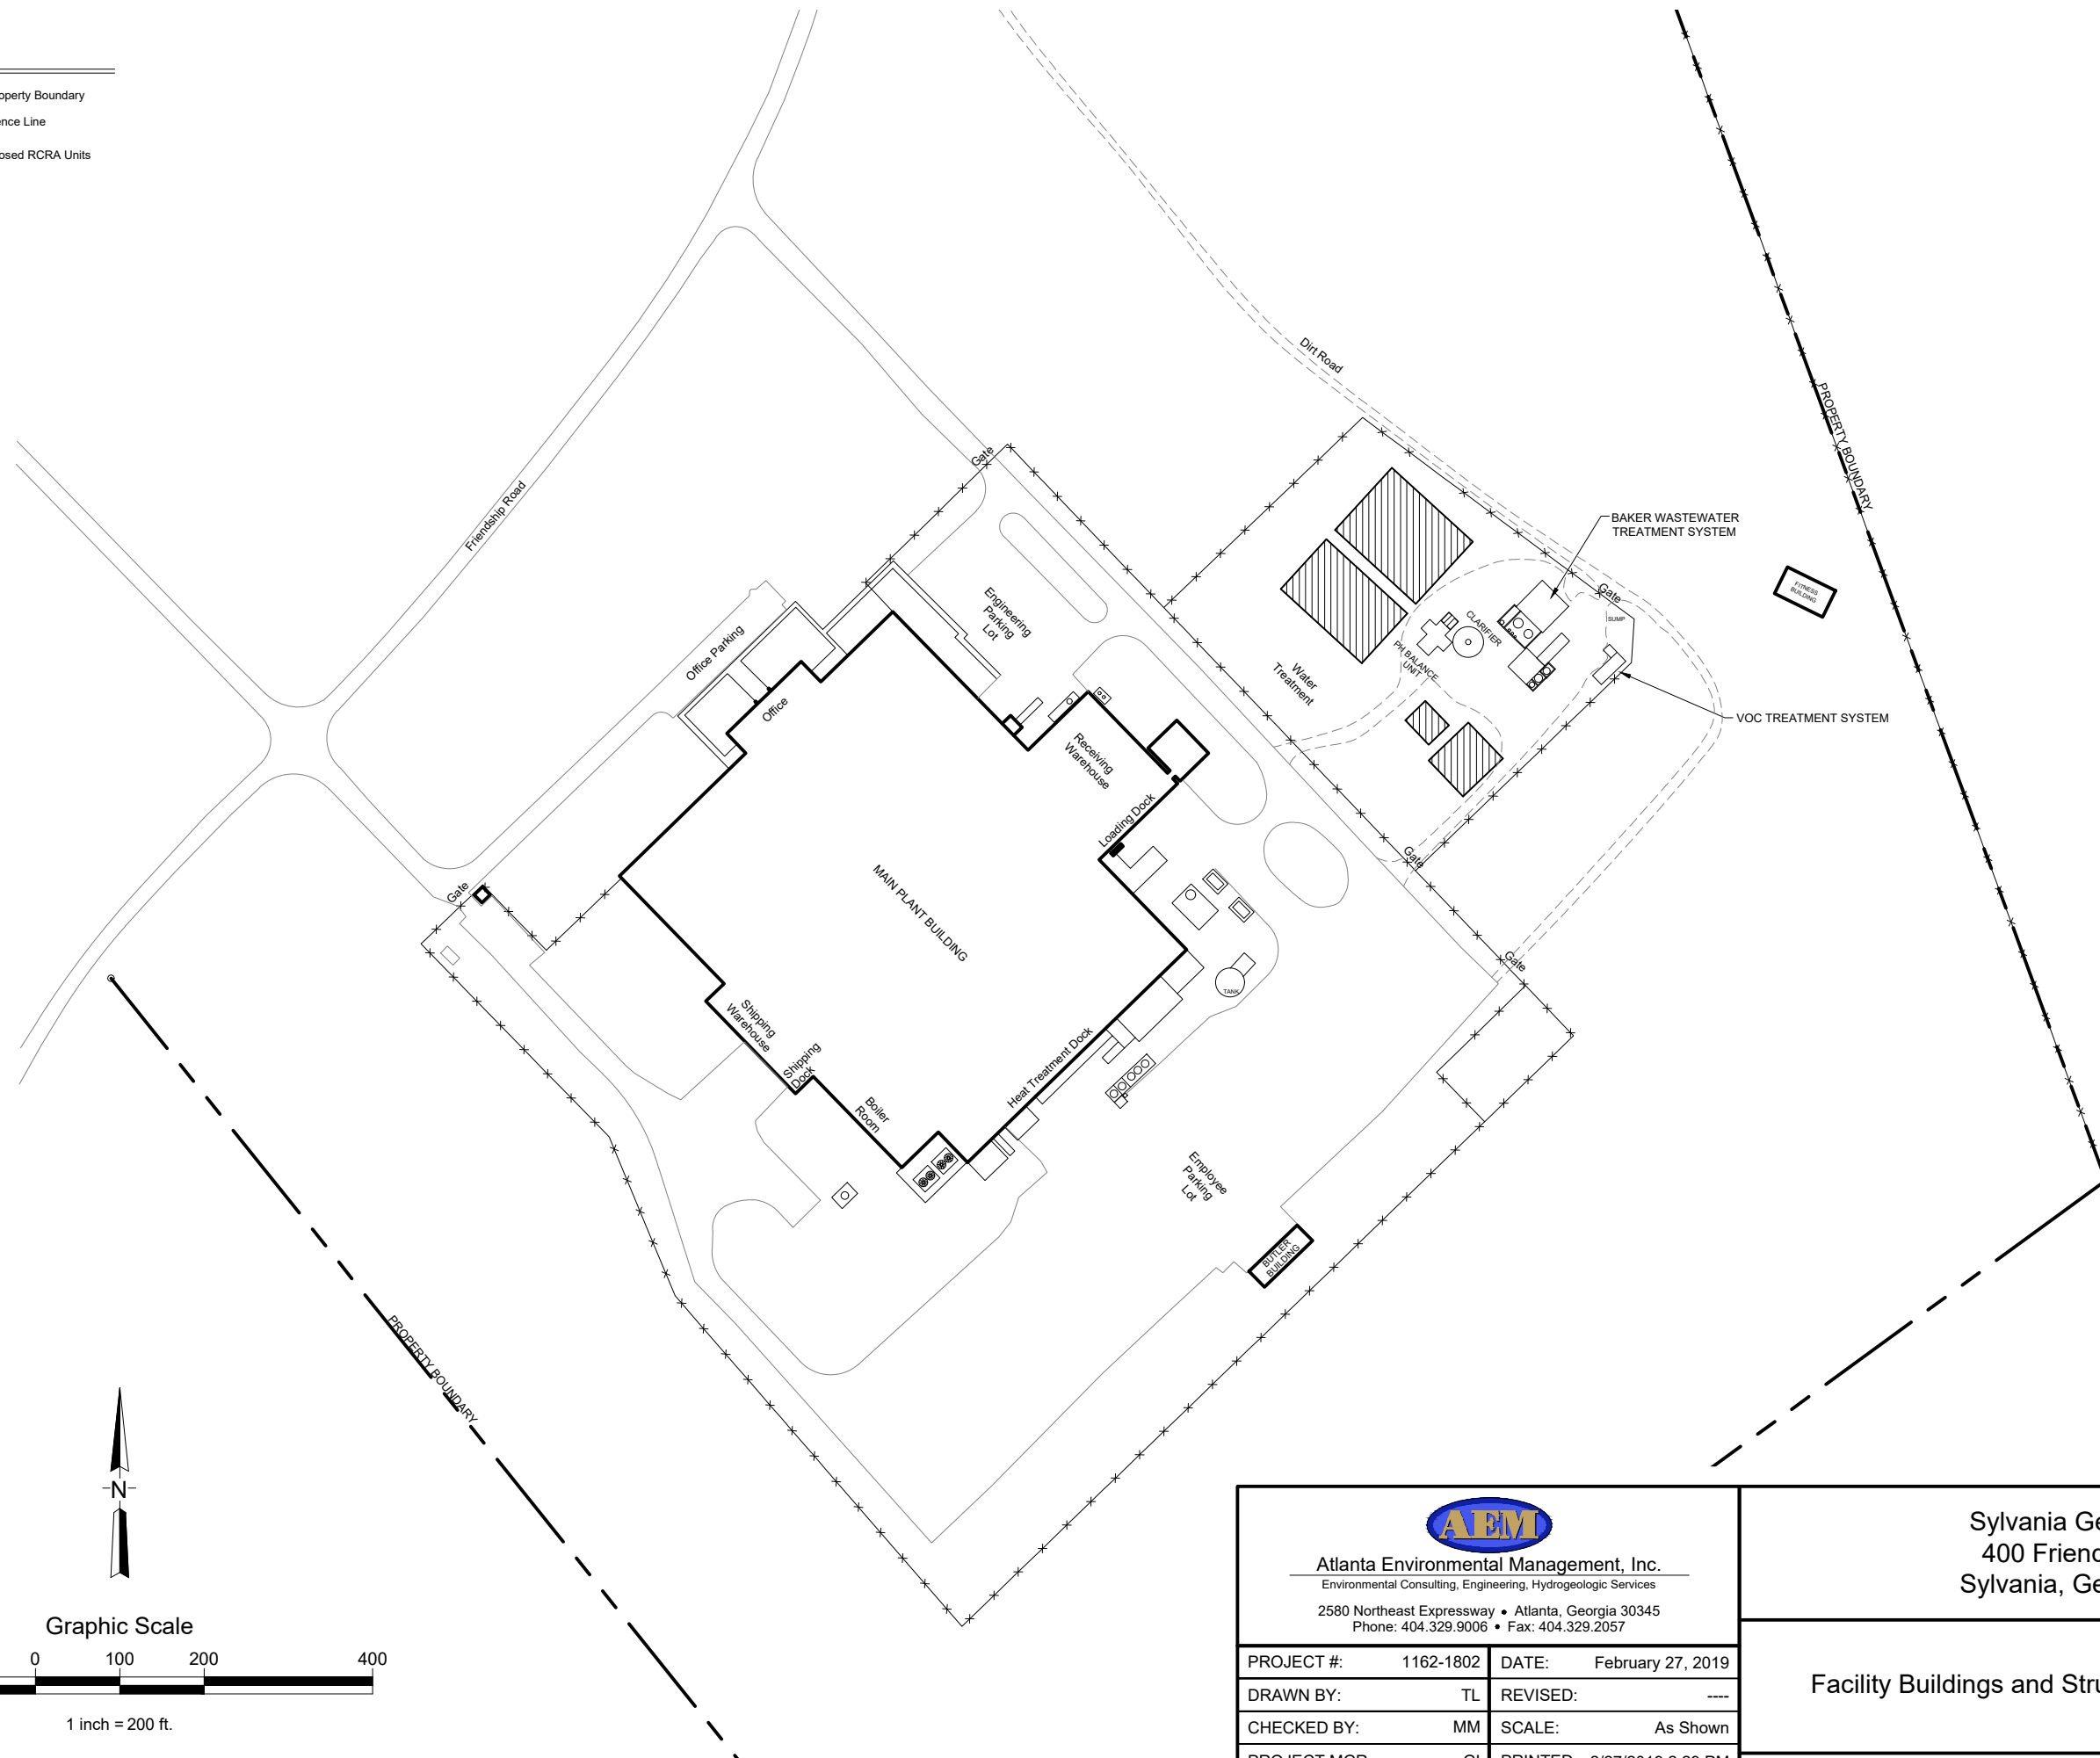 operty Boundary
ence Line
osed RCRA Units
Friendship Road
Dirt Road
PROPERTY BOUNDARY
Gate
Engineering
Parking
Lot
Office Parking
Office
BAKER WASTEWATER
TREATMENT SYSTEM
Gate
SUMP
CLARIFIER
PH BALANCE
UNIT
Water
Treatment
FITNESS
BUILDING
VOC TREATMENT SYSTEM
Receiving
Warehouse
Loading Dock
Gate
MAIN PLANT BUILDING
Gate
Gate
TANK
Shipping
Warehouse
Shipping
Dock
Heat Treatment Dock
Boiler
Room
Employee
Parking
Lot
BUTLER
BUILDING
PROPERTY BOUNDARY
N
Graphic Scale
0 100 200 400
1 inch = 200 ft.
AEM
Atlanta Environmental Management, Inc.
Environmental Consulting, Engineering, Hydrogeologic Services
2580 Northeast Expressway • Atlanta, Georgia 30345
Phone: 404.329.9006 • Fax: 404.329.2057
PROJECT #: 1162-1802 DATE: February 27, 2019
DRAWN BY: TL REVISED: ----
CHECKED BY: MM SCALE: As Shown
Sylvania Ge
400 Friend
Sylvania, Ge
Facility Buildings and Stru